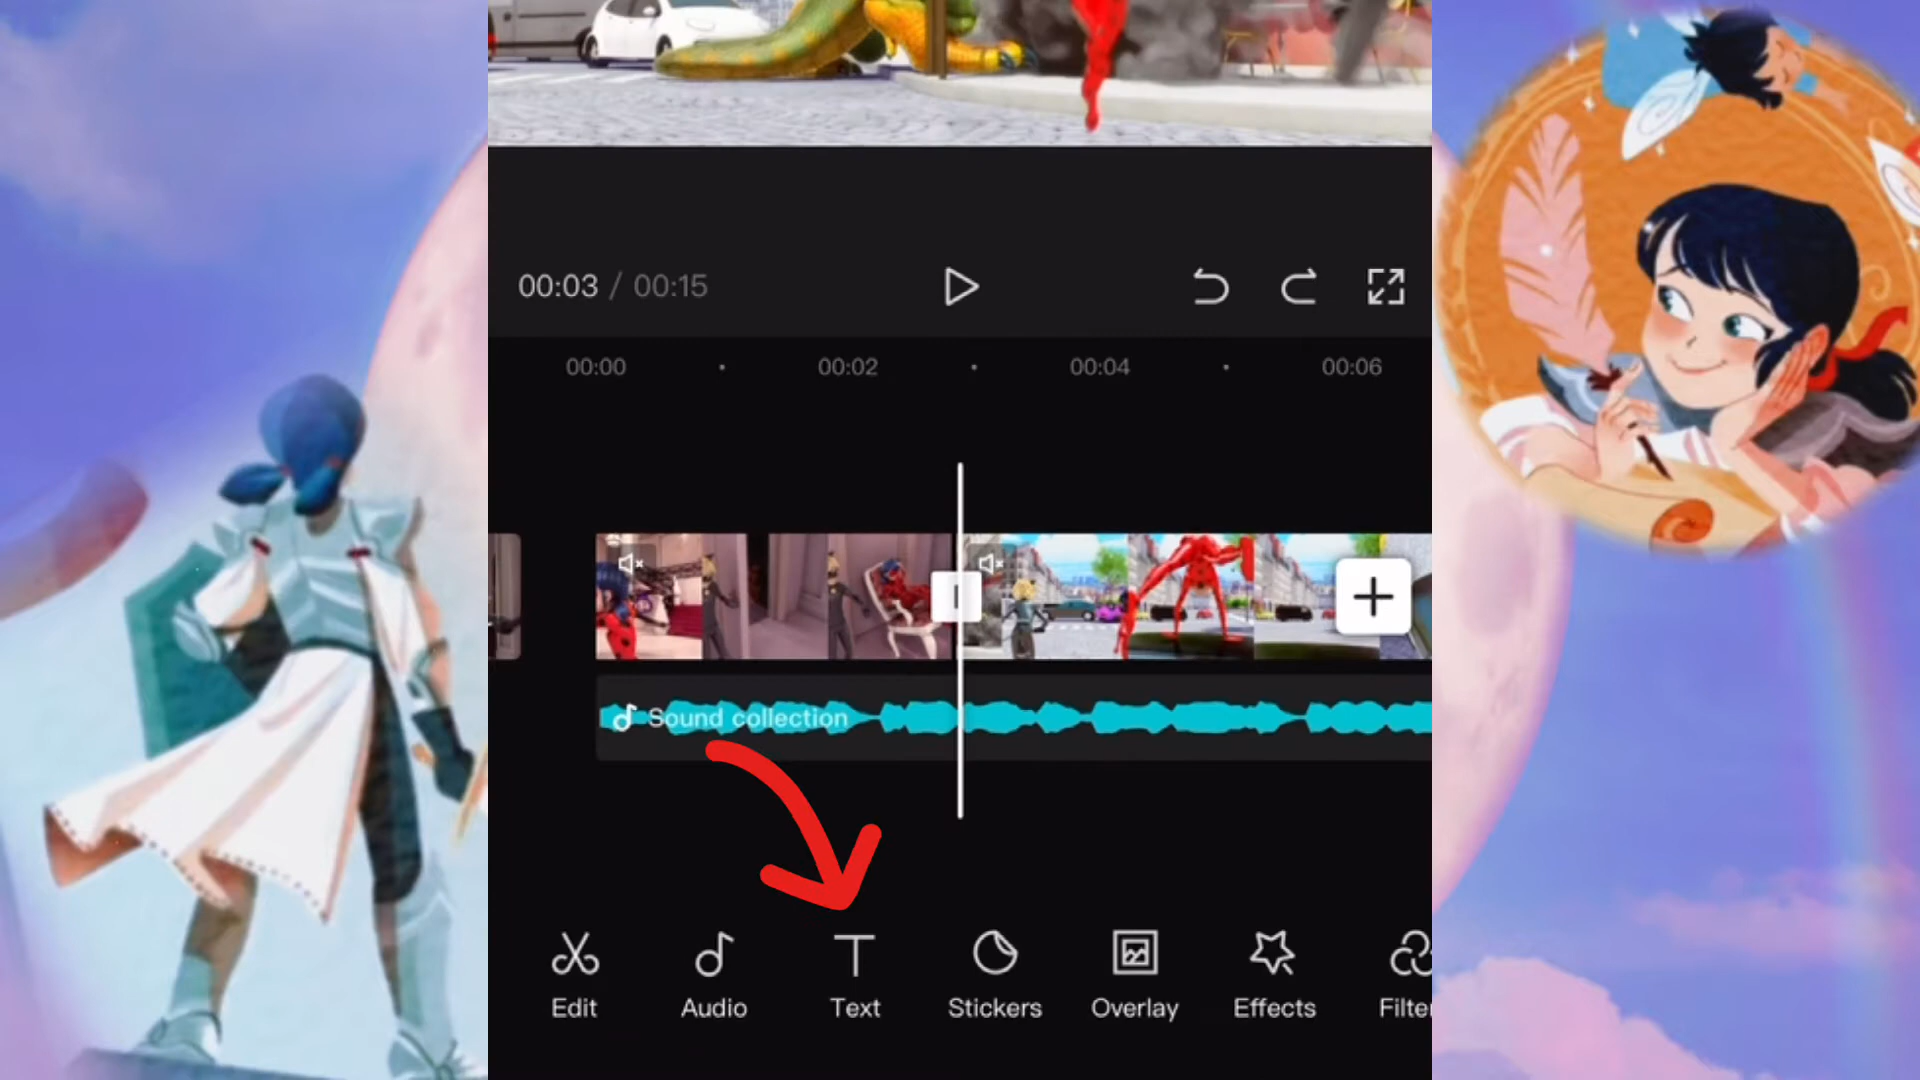 00:03 / 00:15
00:00 00:02 00:04 00:06
Sound collection
Edit Audio Text Stickers Overlay Effects Filter